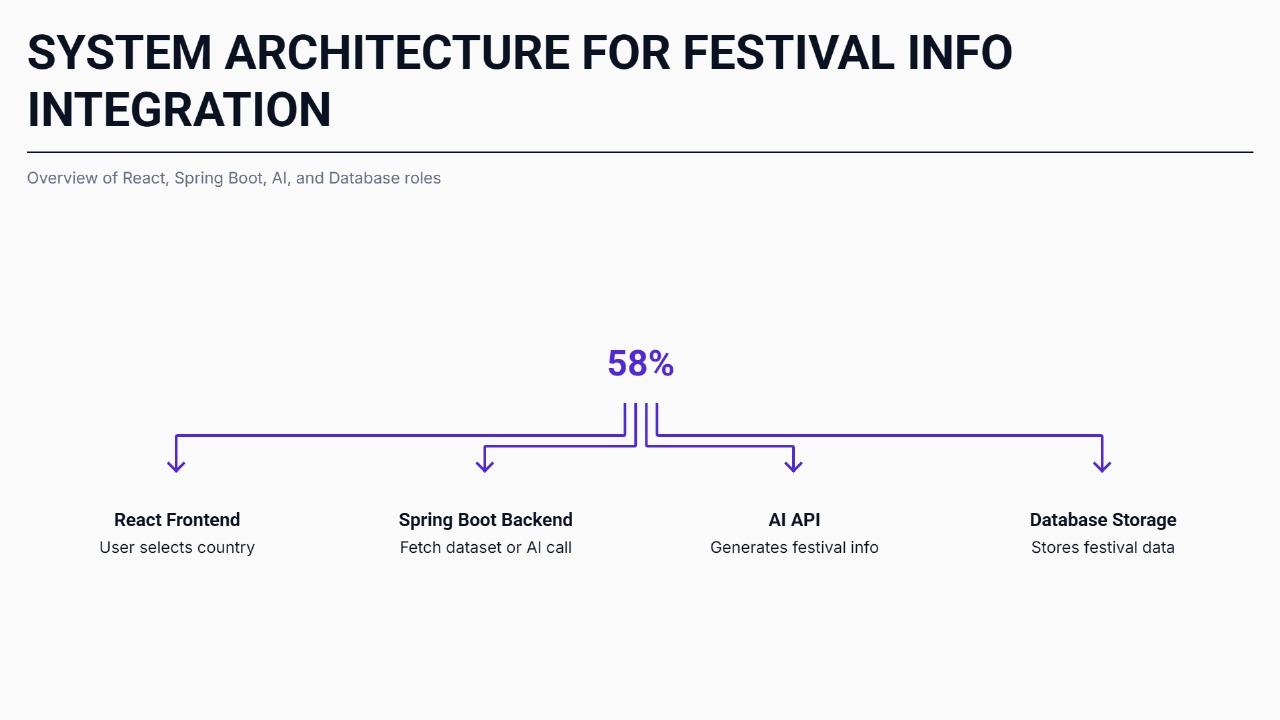 SYSTEM ARCHITECTURE FOR FESTIVAL INFO
INTEGRATION
Overview of React, Spring Boot, AI, and Database roles
58%
React Frontend
User selects country
Spring Boot Backend
Fetch dataset or AI call
AI API
Generates festival info
Database Storage
Stores festival data